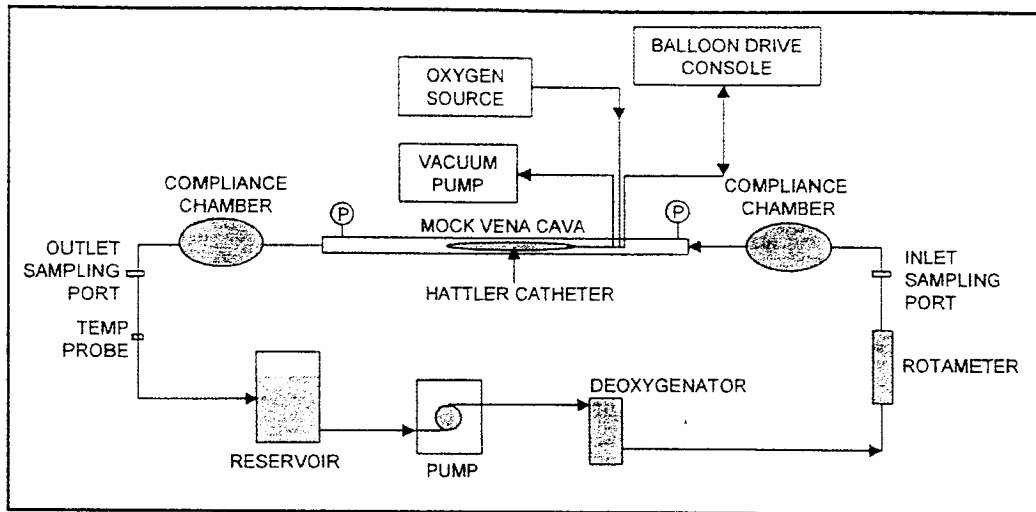 BALLOON DRIVE
CONSOLE
OXYGEN
SOURCE
VACUUM
PUMP
COMPLIANCE
CHAMBER
COMPLIANCE
CHAMBER
P
MOCK VENA CAVA
P
OUTLET
SAMPLING
PORT
HATTLER CATHETER
INLET
SAMPLING
PORT
TEMP
PROBE
ROTAMETER
DEOXYGENATOR
RESERVOIR
PUMP